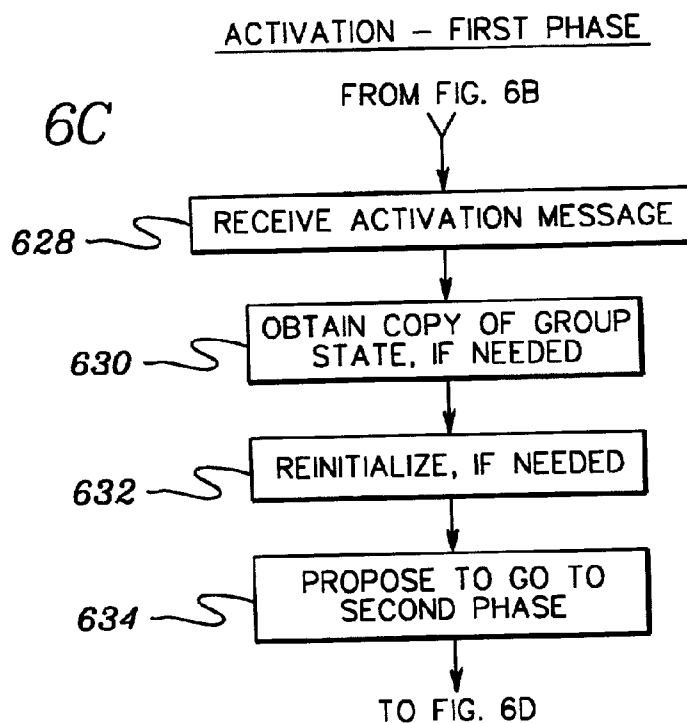 ACTIVATION - FIRST PHASE
6C
FROM FIG. 6B
628
RECEIVE ACTIVATION MESSAGE
630
OBTAIN COPY OF GROUP
STATE, IF NEEDED
632
REINITIALIZE, IF NEEDED
634
PROPOSE TO GO TO
SECOND PHASE
TO FIG. 6D